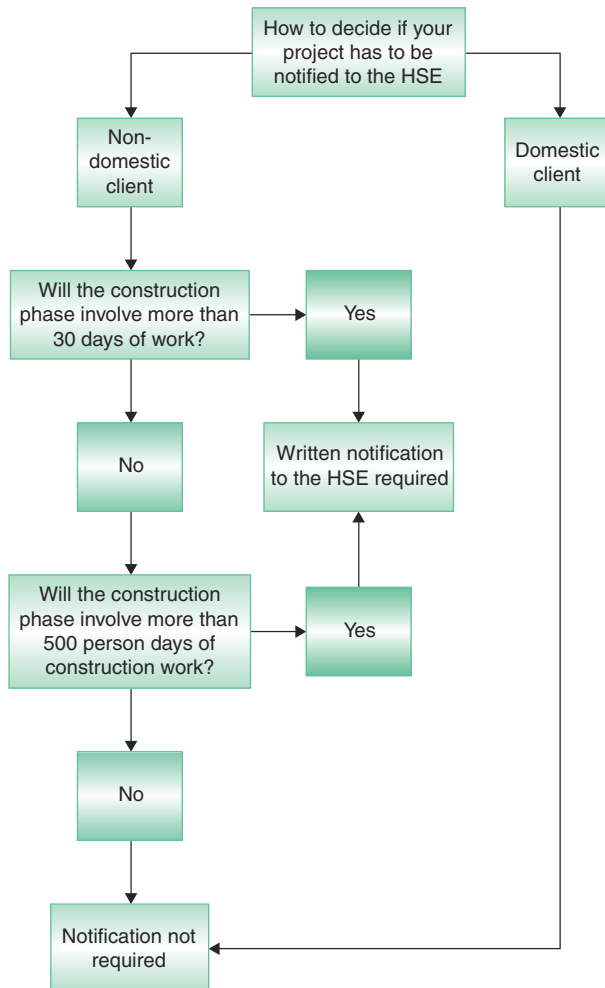 How to decide if your
project has to be
notified to the HSE
Non-
domestic
client
Domestic
client
Will the construction
phase involve more than
30 days of work?
Yes
No
Written notification
to the HSE required
Will the construction
phase involve more than
500 person days of
construction work?
Yes
No
Notification not
required